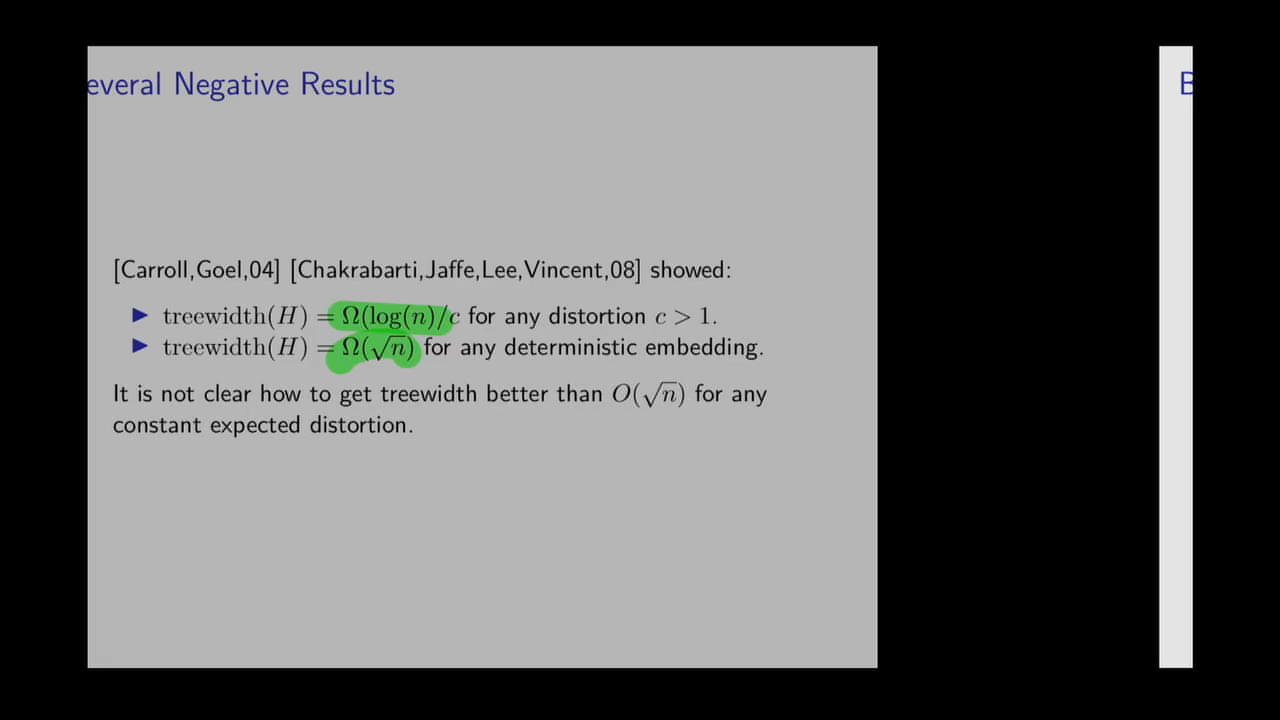 everal Negative Results
B
[Carroll,Goel,04] [Chakrabarti,Jaffe,Lee,Vincent,08] showed:
▶ treewidth(H) = Ω(log(n)/c for any distortion c > 1.
▶ treewidth(H) = Ω(√n) for any deterministic embedding.
It is not clear how to get treewidth better than O(√n) for any
constant expected distortion.